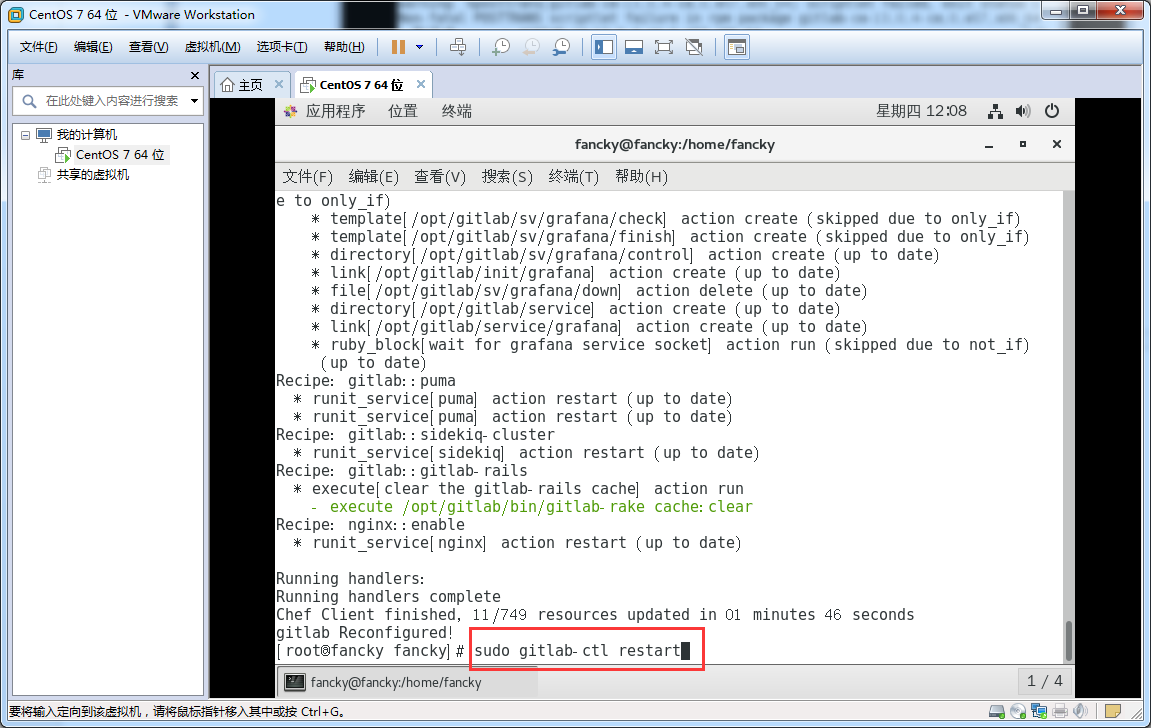 CentOS 7 64 位 - VMware Workstation
文件(F) 编辑(E) 查看(V) 虚拟机(M) 选项卡(T) 帮助(H)
库
在此处键入内容进行搜索
我的计算机
CentOS 7 64 位
共享的虚拟机
主页 CentOS 7 64 位
应用程序 位置 终端 星期四 12:08
fancky@fancky:/home/fancky
文件(F) 编辑(E) 查看(V) 搜索(S) 终端(T) 帮助(H)
e to only_if)
* template[/opt/gitlab/sv/grafana/check] action create (skipped due to only_if)
* template[/opt/gitlab/sv/grafana/finish] action create (skipped due to only_if)
* directory[/opt/gitlab/sv/grafana/control] action create (up to date)
* link[/opt/gitlab/init/grafana] action create (up to date)
* file[/opt/gitlab/sv/grafana/down] action delete (up to date)
* directory[/opt/gitlab/service] action create (up to date)
* link[/opt/gitlab/service/grafana] action create (up to date)
* ruby_block[wait for grafana service socket] action run (skipped due to not_if)
(up to date)
Recipe: gitlab::puma
* runit_service[puma] action restart (up to date)
* runit_service[puma] action restart (up to date)
Recipe: gitlab::sidekiq-cluster
* runit_service[sidekiq] action restart (up to date)
Recipe: gitlab::gitlab-rails
* execute[clear the gitlab-rails cache] action run
- execute /opt/gitlab/bin/gitlab-rake cache:clear
Recipe: nginx::enable
* runit_service[nginx] action restart (up to date)
Running handlers:
Running handlers complete
Chef Client finished, 11/749 resources updated in 01 minutes 46 seconds
gitlab Reconfigured!
[root@fancky fancky]# sudo gitlab-ctl restart
fancky@fancky:/home/fancky 1 / 4
要将输入定向到该虚拟机，请将鼠标指针移入其中或按 Ctrl+G。